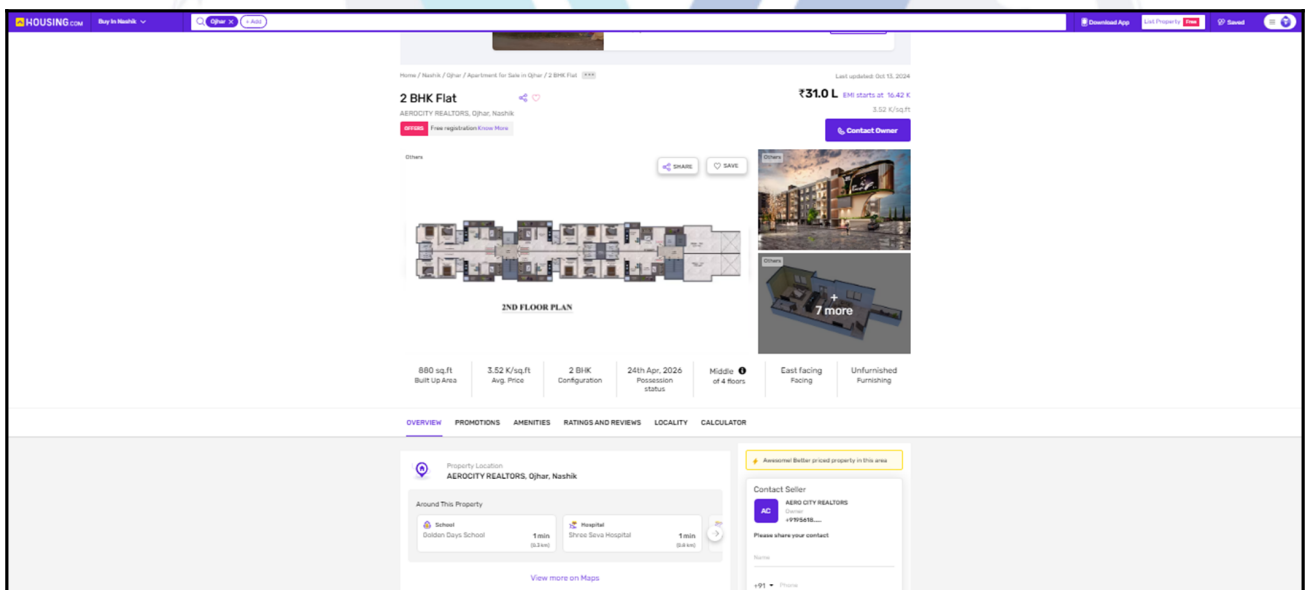 HOUSING.COM Buy in Nashik Ojhar × +Add Download App List Property Free Saved
Home / Nashik / Ojhar / Apartment for Sale in Ojhar / 2 BHK Flat
Last updated: Oct 13, 2024
2 BHK Flat
₹31.0 L EMI starts at 16.42 K
3.52 K/sq.ft
AEROCITY REALTORS, Ojhar, Nashik
OFFERS Free registration Know More
Contact Owner
Others
SHARE
SAVE
Others
2ND FLOOR PLAN
Others
+
7 more
880 sq.ft
Built Up Area
3.52 K/sq.ft
Avg. Price
2 BHK
Configuration
24th Apr, 2026
Possession
status
Middle
of 4 floors
East facing
Facing
Unfurnished
Furnishing
OVERVIEW PROMOTIONS AMENITIES RATINGS AND REVIEWS LOCALITY CALCULATOR
Property Location
AEROCITY REALTORS, Ojhar, Nashik
Around This Property
School
Golden Days School
1 min
(0.3 km)
Hospital
Shree Seva Hospital
1 min
(0.6 km)
View more on Maps
Awesome! Better priced property in this area
Contact Seller
AC
AERO CITY REALTORS
Owner
+9195618.....
Please share your contact
Name
+91 Phone